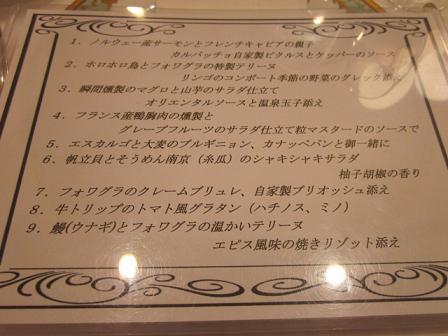 1．ノルウェー産サーモンとフレンチキャビアの親子
カルパッチョ自家製ピクルスとケッパーのソース
2．ホロホロ鳥とフォワグラの特製テリーヌ
リンゴのコンポート季節の野菜のグレック添え
3．瞬間燻製のマグロと山芋のサラダ仕立て
オリエンタルソースと温泉玉子添え
4．フランス産鴨胸肉の燻製と
グレープフルーツのサラダ仕立て粒マスタードのソースで
5．エスカルゴと大麦のブルギニョン、カナッペパンと御一緒に
6．帆立貝とそうめん南京（糸瓜）のシャキシャキサラダ
柚子胡椒の香り
7．フォワグラのクレームブリュレ、自家製ブリオッシュ添え
8．牛トリップのトマト風グラタン（ハチノス、ミノ）
9．鰻(ウナギ)とフォワグラの温かいテリーヌ
エピス風味の焼きリゾット添え